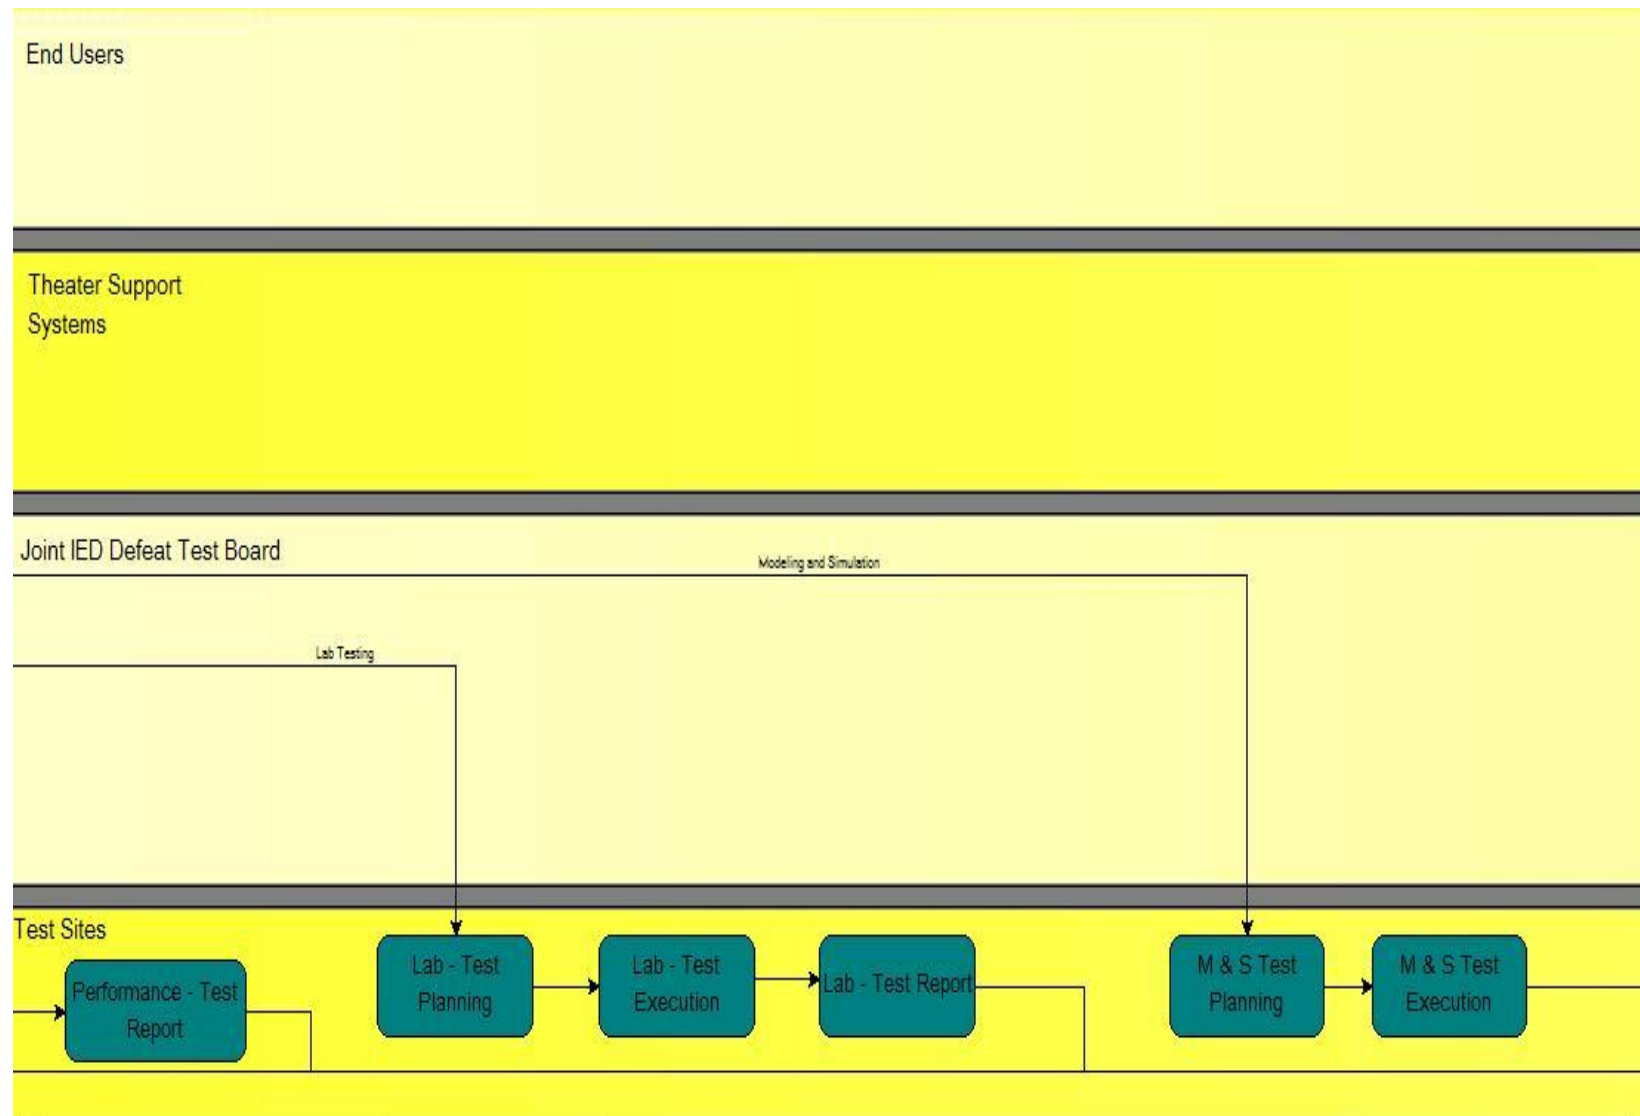 End Users
Theater Support
Systems
Joint IED Defeat Test Board
Modeling and Simulation
Lab Testing
Test Sites
Performance - Test
Report
Lab - Test
Planning
Lab - Test
Execution
Lab - Test Report
M & S Test
Planning
M & S Test
Execution